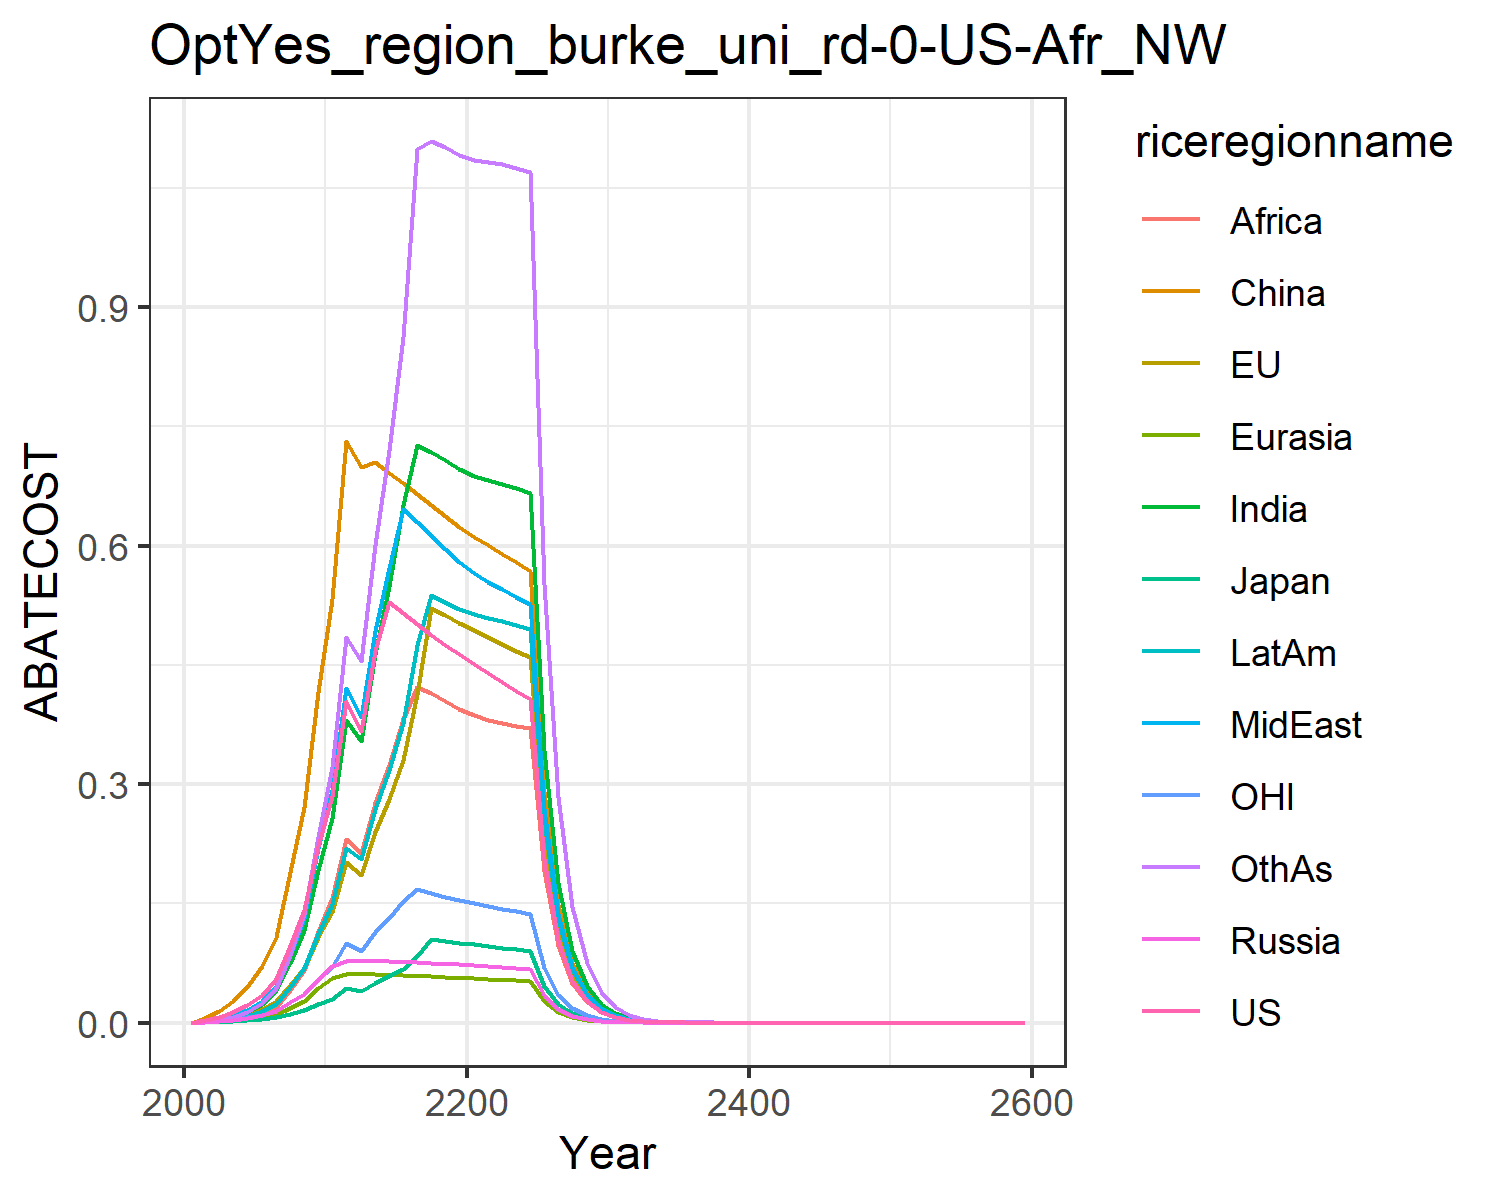 OptYes_region_burke_uni_rd-0-US-Afr_NW
riceregionname
Africa
China
EU
Eurasia
India
Japan
LatAm
MidEast
OHI
OthAs
Russia
US
ABATECOST
0.9
0.6
0.3
0.0
2000
2200
2400
2600
Year